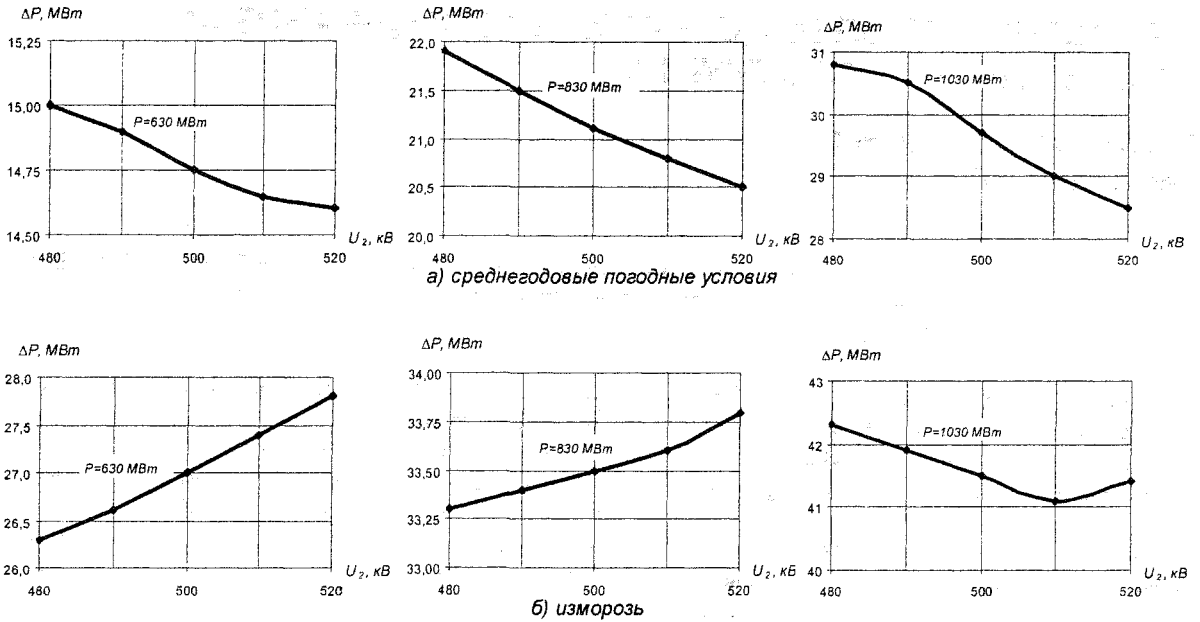 ΔP, МВт
15,25
15,00
14,75
14,50
P=630 МВт
480
500
520
U₂, кВ
ΔP, МВт
22,0
21,5
21,0
20,5
20,0
P=830 МВт
480
500
520
U₂, кВ
ΔP, МВт
31
30
29
28
P=1030 МВт
480
500
520
U₂, кВ
а) среднегодовые погодные условия
ΔP, МВт
28,0
27,5
27,0
26,5
26,0
P=630 МВт
480
500
520
U₂, кВ
ΔP, МВт
34,00
33,75
33,50
33,25
33,00
P=830 МВт
480
500
520
U₂, кВ
ΔP, МВт
43
42
41
40
P=1030 МВт
480
500
520
U₂, кВ
б) изморозь